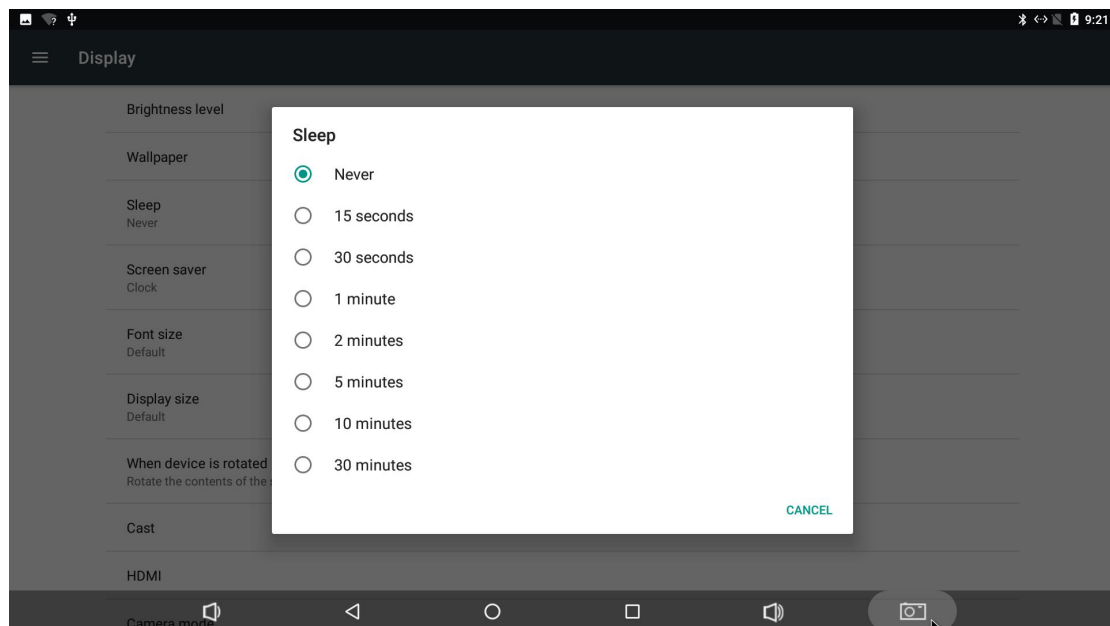 9:21
Display
Brightness level
Wallpaper
Sleep
Never
Screen saver
Clock
Font size
Default
Display size
Default
When device is rotated
Rotate the contents of the
Cast
HDMI
Camera mode
Sleep
Never
15 seconds
30 seconds
1 minute
2 minutes
5 minutes
10 minutes
30 minutes
CANCEL